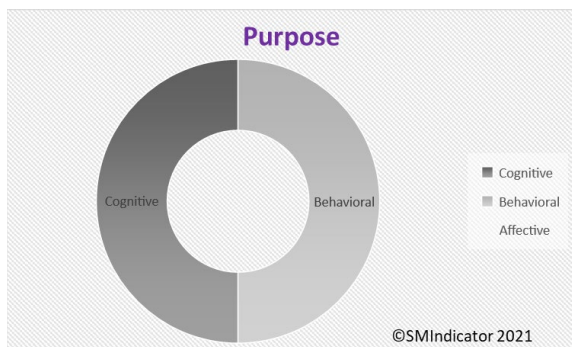 Purpose
Cognitive
Behavioral
Cognitive
Behavioral
Affective
©SMIndicator 2021